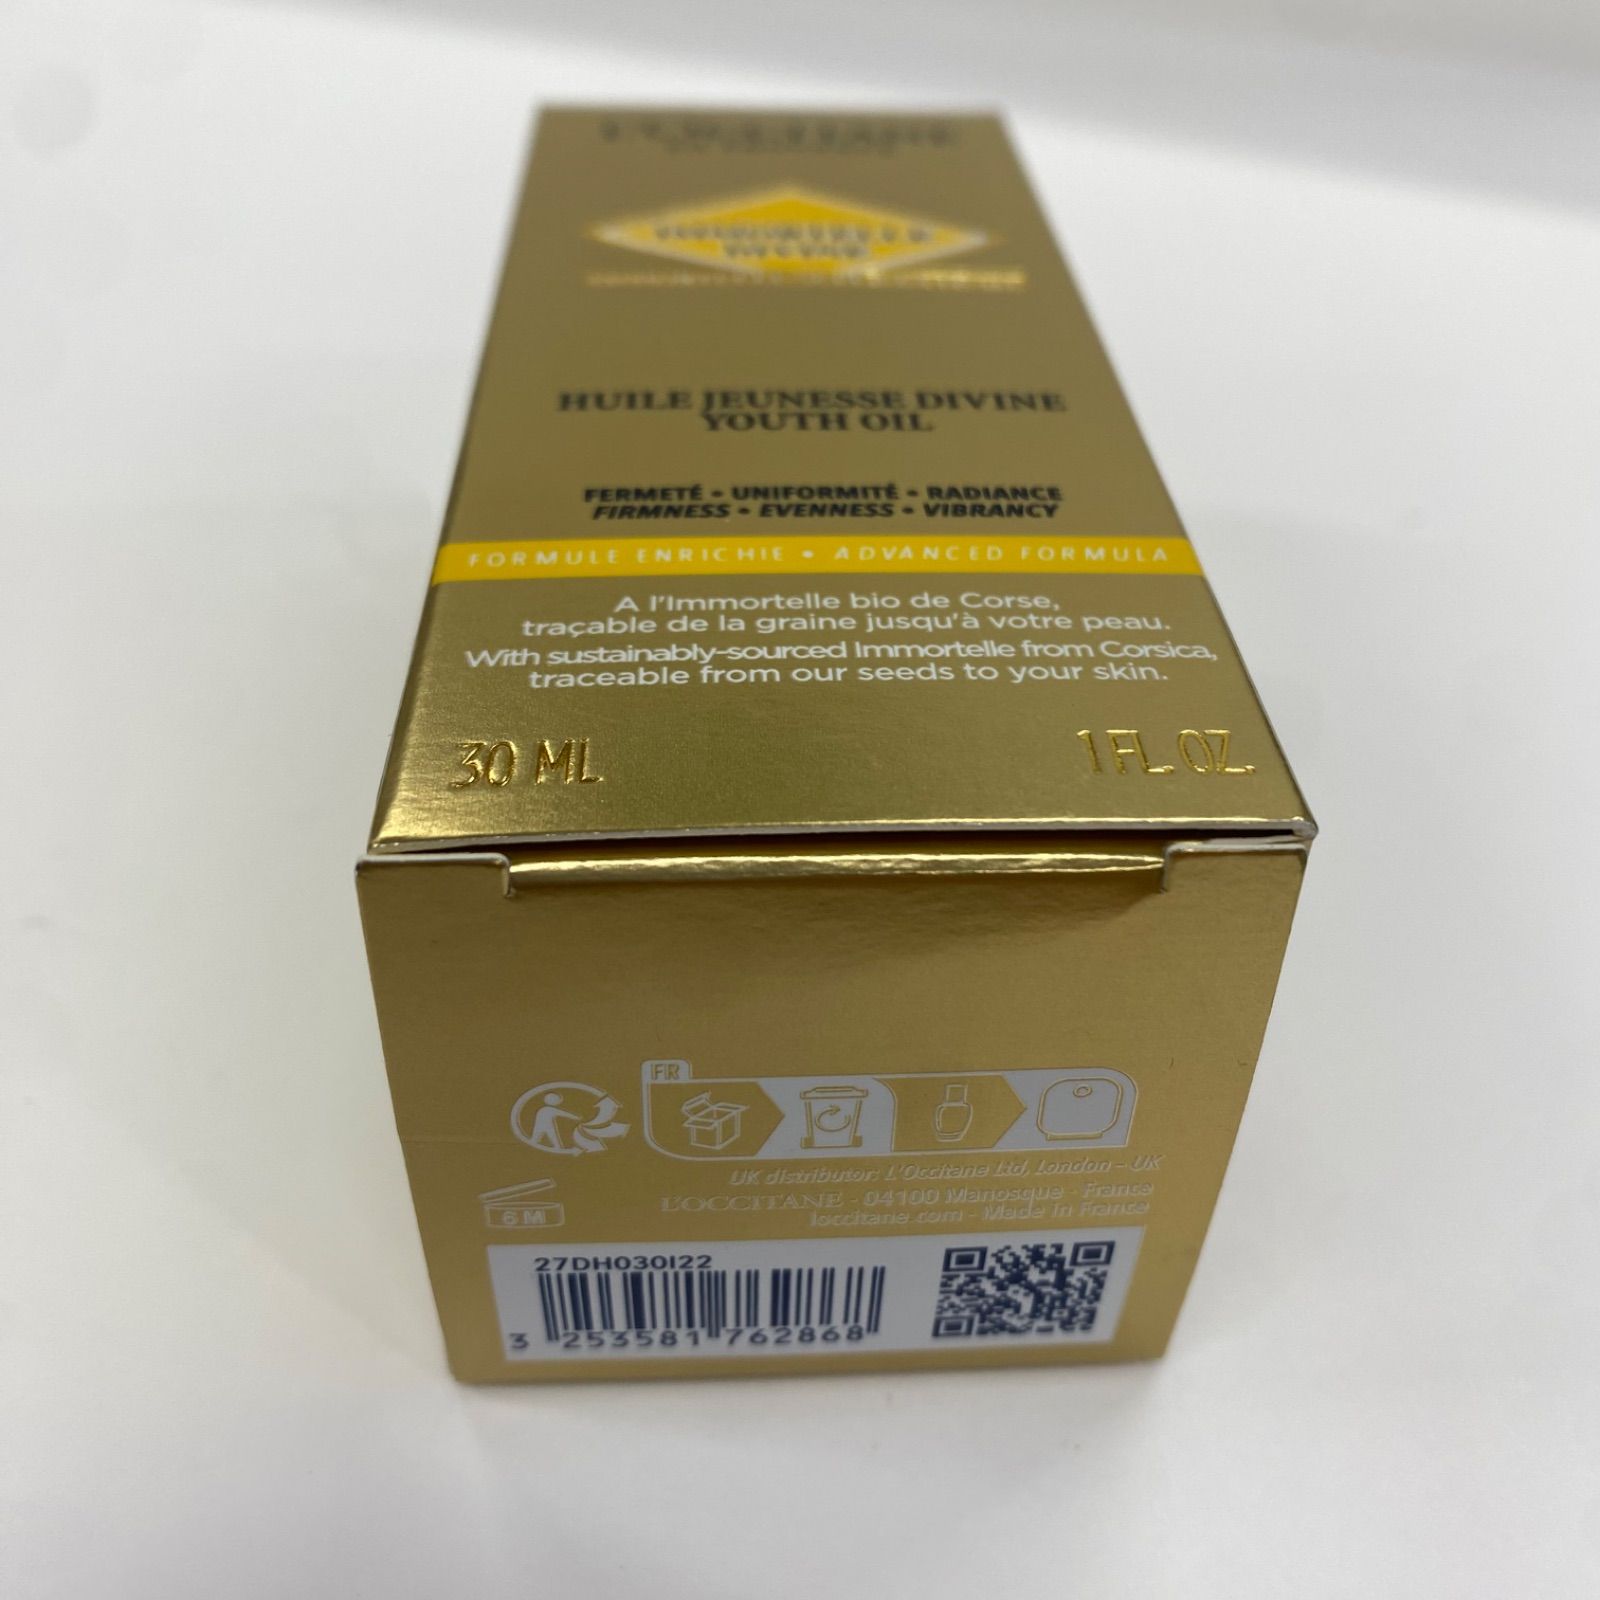 L'OCCITANE
IMMORTELLE
DIVINE
HUILE JEUNESSE DIVINE
YOUTH OIL
FERMETÉ • UNIFORMITÉ • RADIANCE
FIRMNESS • EVENNESS • VIBRANCY
FORMULE ENRICHIE • ADVANCED FORMULA
A l'Immortelle bio de Corse,
traçable de la graine jusqu'à votre peau.
With sustainably-sourced Immortelle from Corsica,
traceable from our seeds to your skin.
30 ML 1 FL. OZ.
FR
UK distributor: L'Occitane Ltd, London - UK
L'OCCITANE - 04100 Manosque - France
loccitane.com - Made In France
6 M
27DH030I22
3 253581 762868